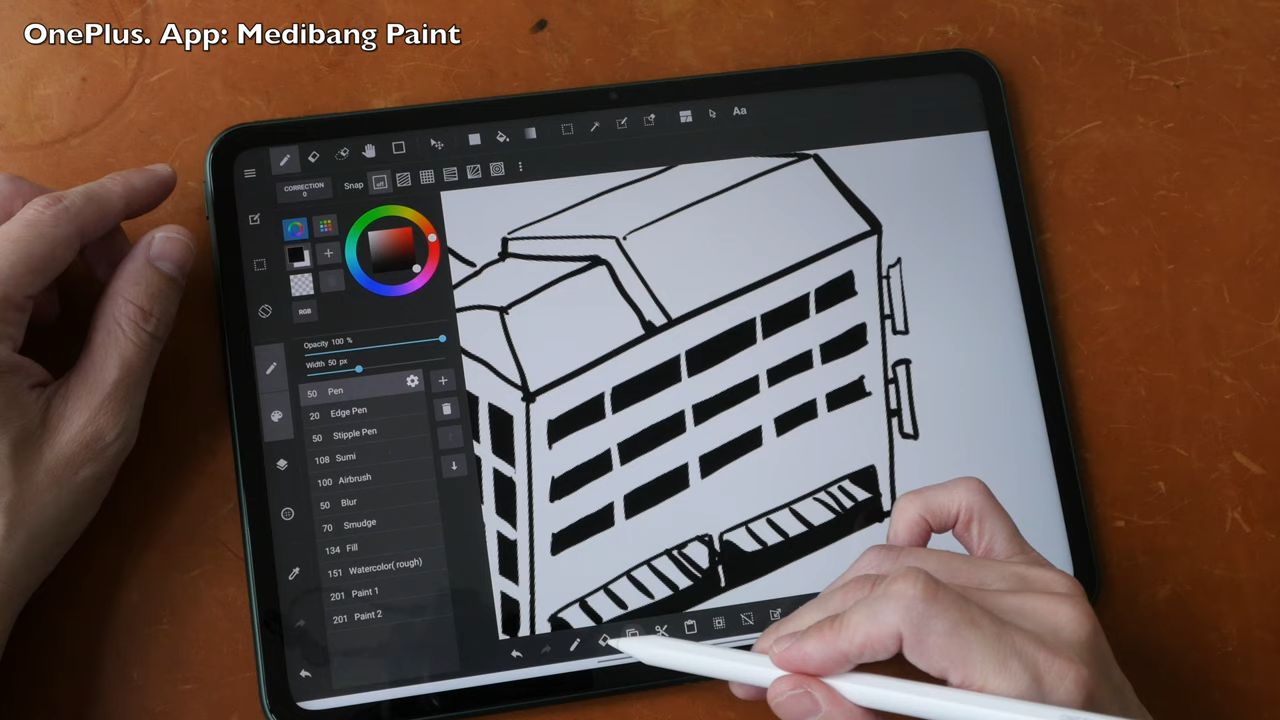 OnePlus. App: Medibang Paint
Aa
CORRECTION
0
Snap
off
RGB
Opacity 100 %
Width 50 px
50 Pen
20 Edge Pen
50 Stipple Pen
108 Sumi
100 Airbrush
50 Blur
70 Smudge
134 Fill
151 Watercolor( rough)
201 Paint 1
201 Paint 2